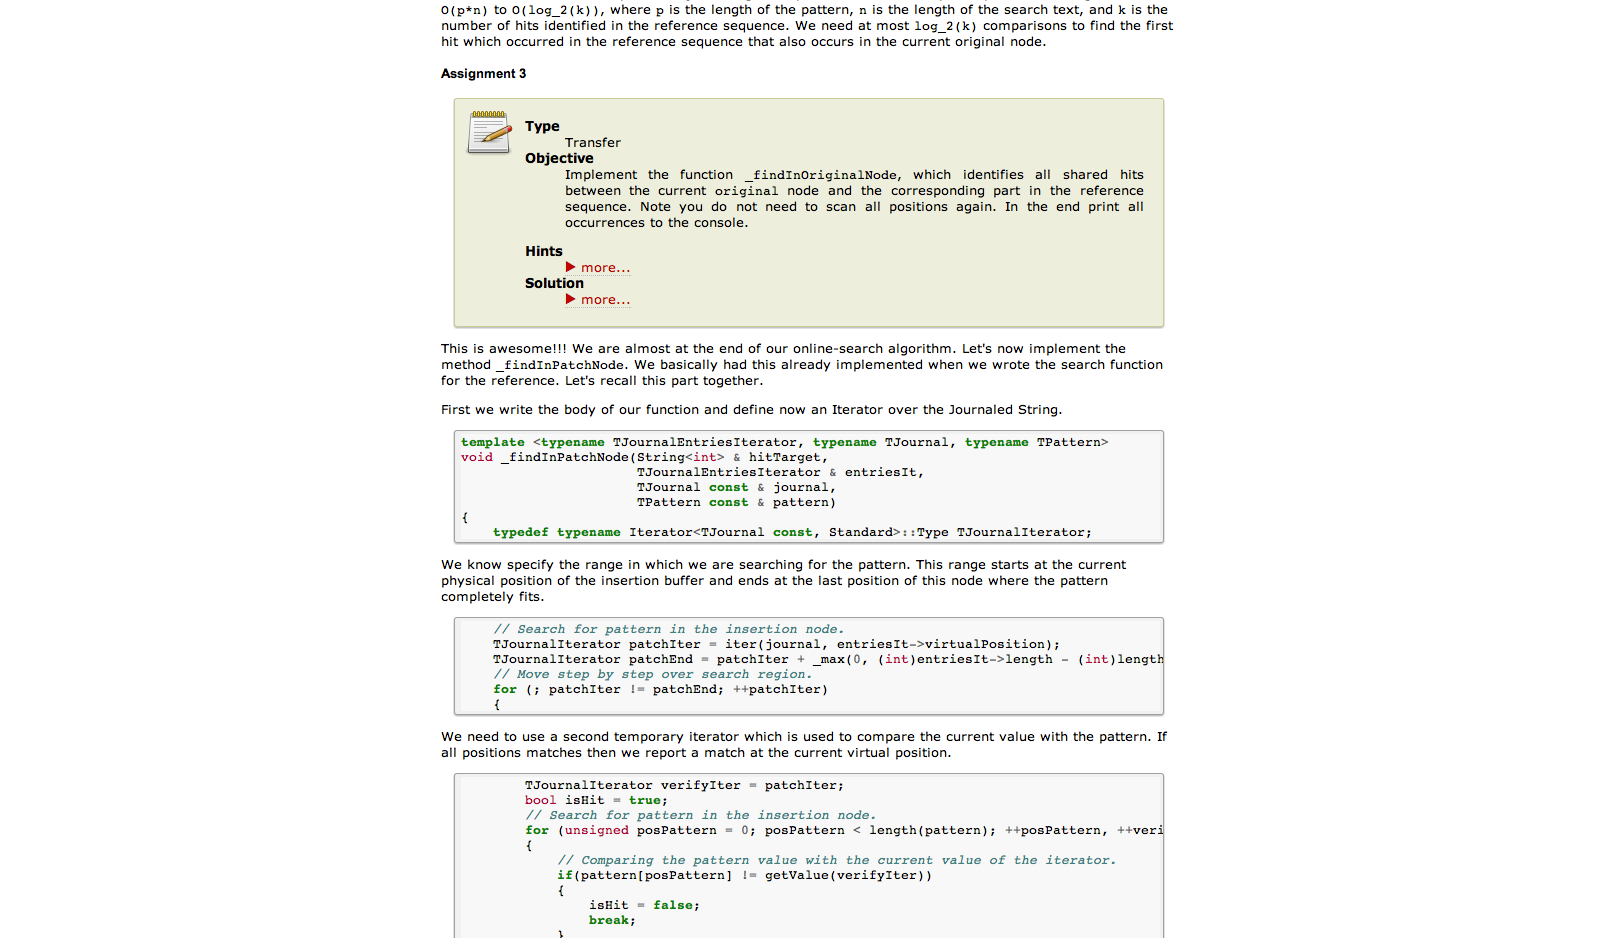 O(p*n) to O(log_2(k)), where p is the length of the pattern, n is the length of the search text, and k is the
number of hits identified in the reference sequence. We need at most log_2(k) comparisons to find the first
hit which occurred in the reference sequence that also occurs in the current original node.
Assignment 3
Type
Transfer
Objective
Implement the function _findInOriginalNode, which identifies all shared hits
between the current original node and the corresponding part in the reference
sequence. Note you do not need to scan all positions again. In the end print all
occurrences to the console.
Hints
more...
Solution
more...
This is awesome!!! We are almost at the end of our online-search algorithm. Let's now implement the
method _findInPatchNode. We basically had this already implemented when we wrote the search function
for the reference. Let's recall this part together.
First we write the body of our function and define now an Iterator over the Journaled String.
template <typename TJournalEntriesIterator, typename TJournal, typename TPattern>
void _findInPatchNode(String<int> & hitTarget,
TJournalEntriesIterator & entriesIt,
TJournal const & journal,
TPattern const & pattern)
{
typedef typename Iterator<TJournal const, Standard>::Type TJournalIterator;
We know specify the range in which we are searching for the pattern. This range starts at the current
physical position of the insertion buffer and ends at the last position of this node where the pattern
completely fits.
// Search for pattern in the insertion node.
TJournalIterator patchIter = iter(journal, entriesIt->virtualPosition);
TJournalIterator patchEnd = patchIter + _max(0, (int)entriesIt->length - (int)length
// Move step by step over search region.
for (; patchIter != patchEnd; ++patchIter)
{
We need to use a second temporary iterator which is used to compare the current value with the pattern. If
all positions matches then we report a match at the current virtual position.
TJournalIterator verifyIter = patchIter;
bool isHit = true;
// Search for pattern in the insertion node.
for (unsigned posPattern = 0; posPattern < length(pattern); ++posPattern, ++veri
{
// Comparing the pattern value with the current value of the iterator.
if(pattern[posPattern] != getValue(verifyIter))
{
isHit = false;
break;
}